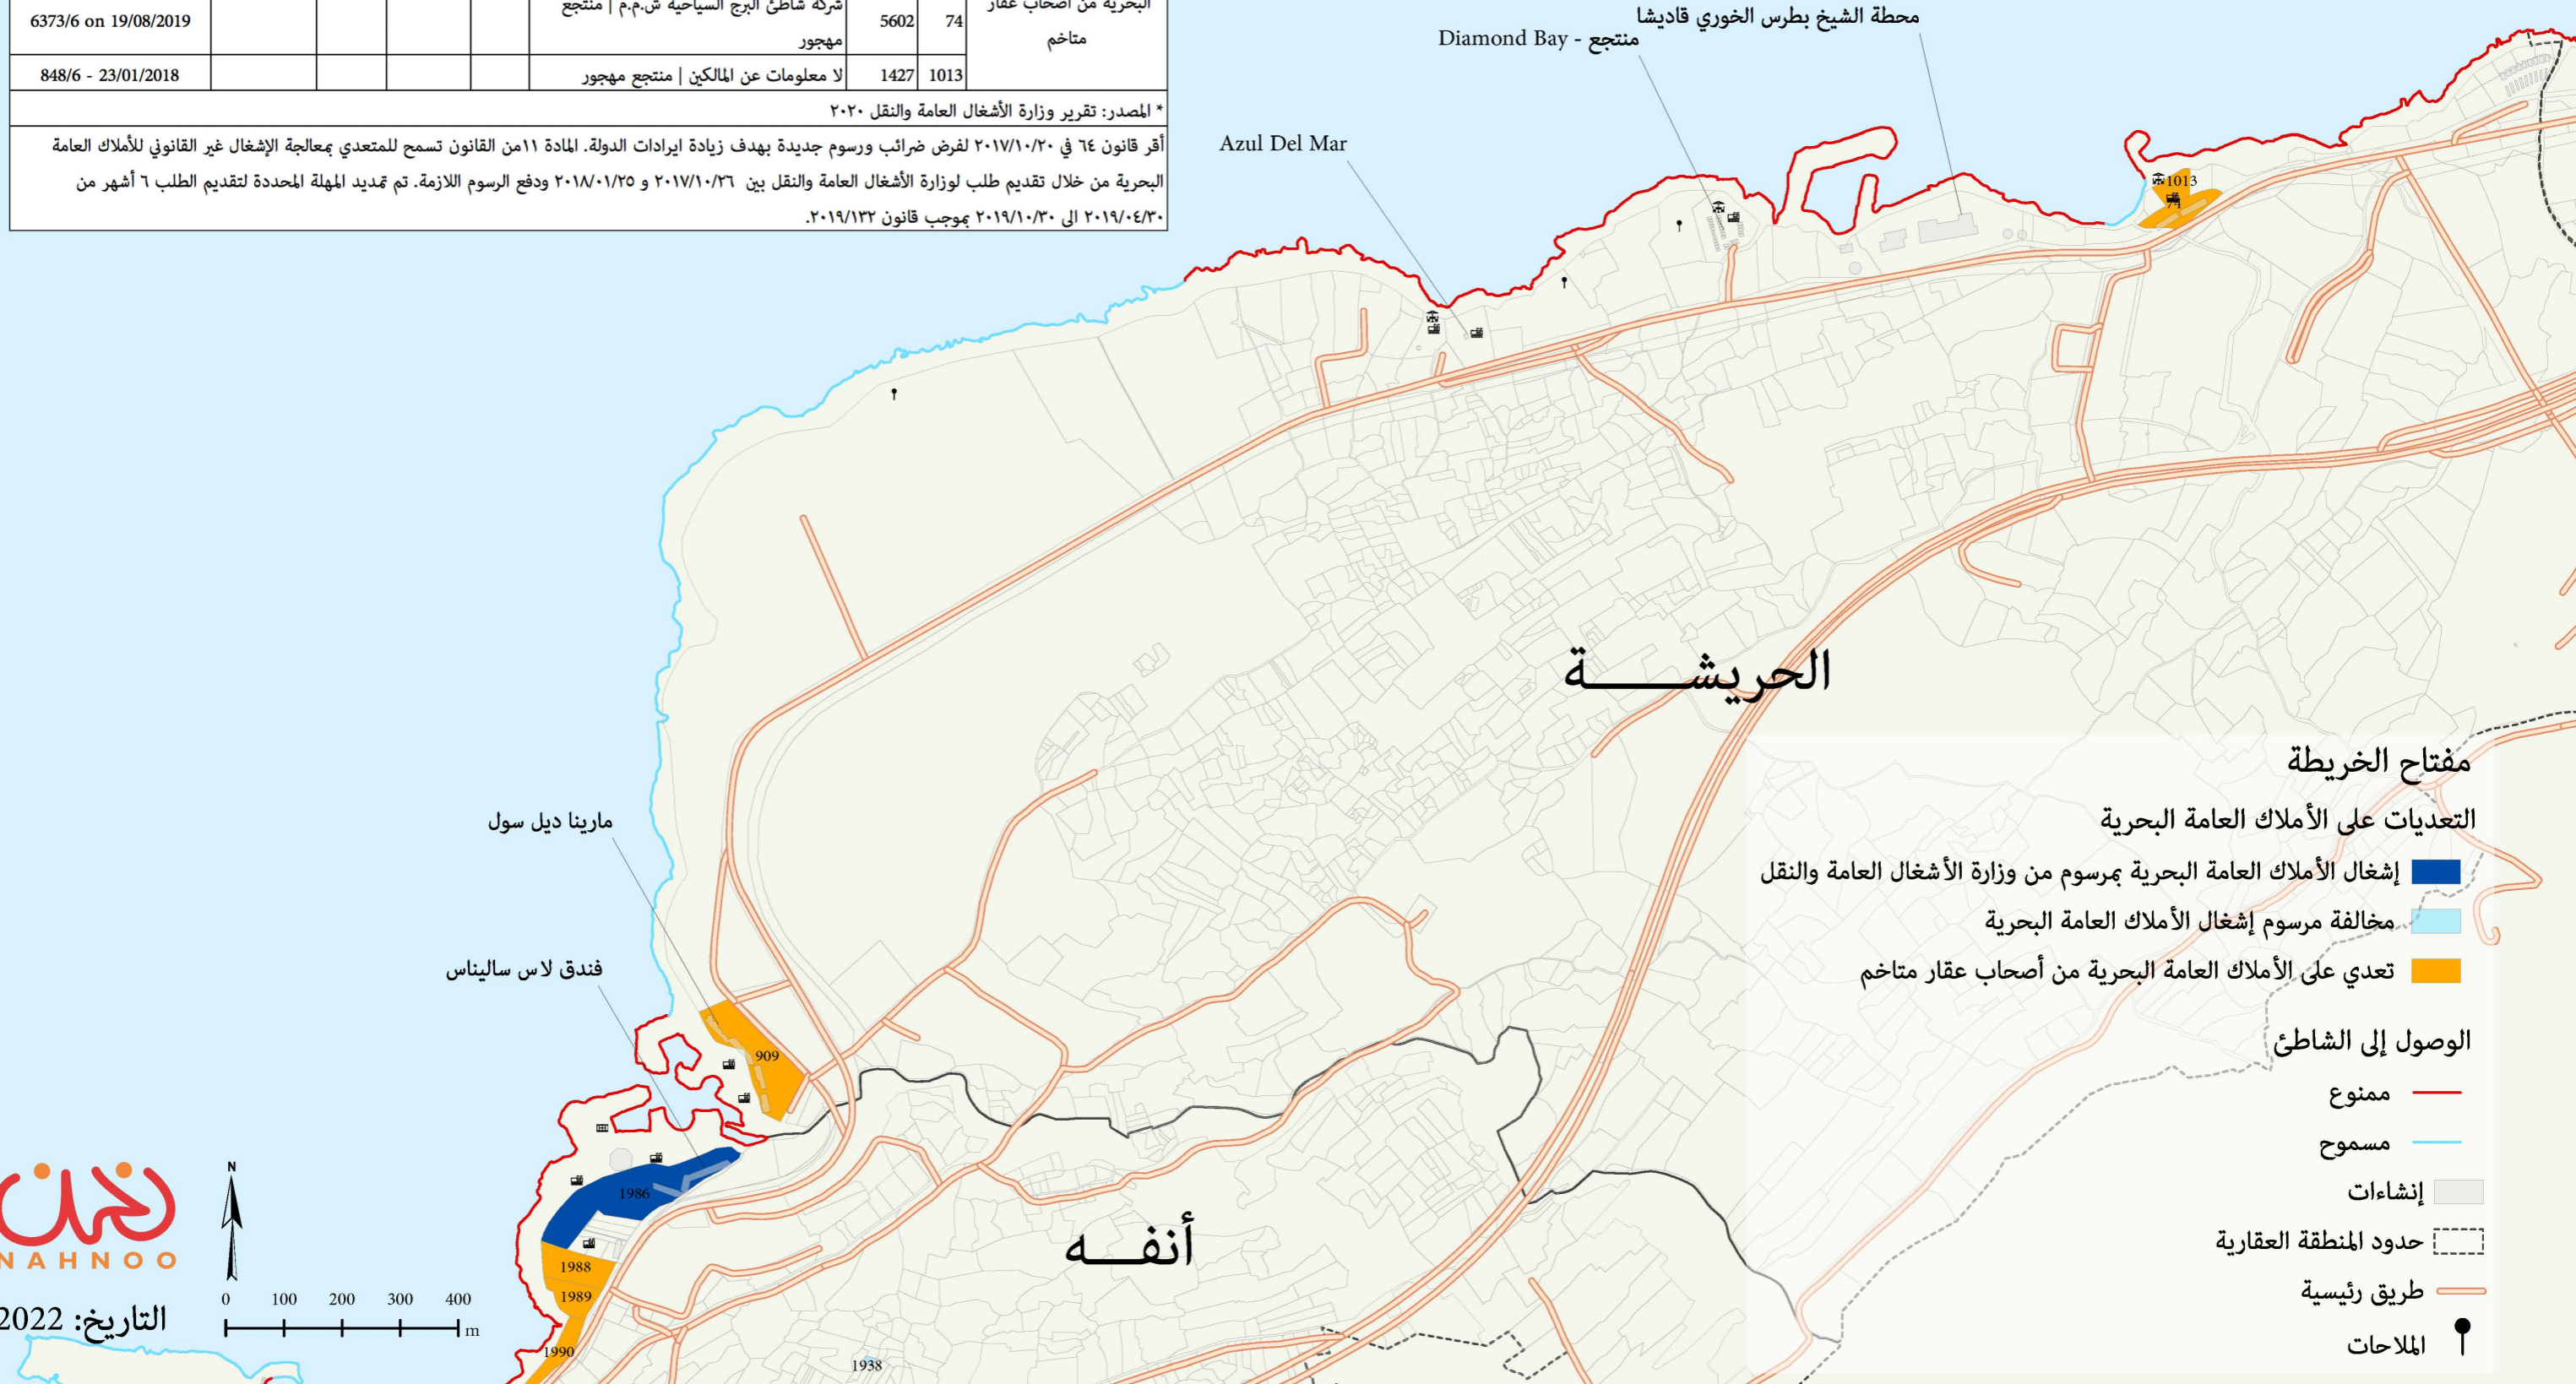 البحرية من أصحاب عقار
متاخم
74
5602
شركة شاطئ البرج السياحية ش.م.م | منتجع
مهجور
6373/6 on 19/08/2019
1013
1427
لا معلومات عن المالكين | منتجع مهجور
848/6 - 23/01/2018
* المصدر: تقرير وزارة الأشغال العامة والنقل ٢٠٢٠
أقر قانون ٦٤ في ٢٠١٧/١٠/٢٠ لفرض ضرائب ورسوم جديدة بهدف زيادة ايرادات الدولة. المادة ١١من القانون تسمح للمتعدي بمعالجة الإشغال غير القانوني للأملاك العامة
البحرية من خلال تقديم طلب لوزارة الأشغال العامة والنقل بين ٢٠١٧/١٠/٢٦ و ٢٠١٨/٠١/٢٥ ودفع الرسوم اللازمة. تم تمديد المهلة المحددة لتقديم الطلب ٦ أشهر من
٢٠١٩/٠٤/٣٠ الى ٢٠١٩/١٠/٣٠ بموجب قانون ٢٠١٩/١٣٢.
محطة الشيخ بطرس الخوري قاديشا
منتجع - Diamond Bay
Azul Del Mar
1013
74
الحريشة
مارينا ديل سول
فندق لاس ساليناس
909
1986
1988
1989
1990
1938
أنفه
مفتاح الخريطة
التعديات على الأملاك العامة البحرية
إشغال الأملاك العامة البحرية بمرسوم من وزارة الأشغال العامة والنقل
مخالفة مرسوم إشغال الأملاك العامة البحرية
تعدي على الأملاك العامة البحرية من أصحاب عقار متاخم
الوصول إلى الشاطئ
ممنوع
مسموح
إنشاءات
حدود المنطقة العقارية
طريق رئيسية
الملاحات
نحن
NAHNOO
N
0 100 200 300 400 m
التاريخ: 2022